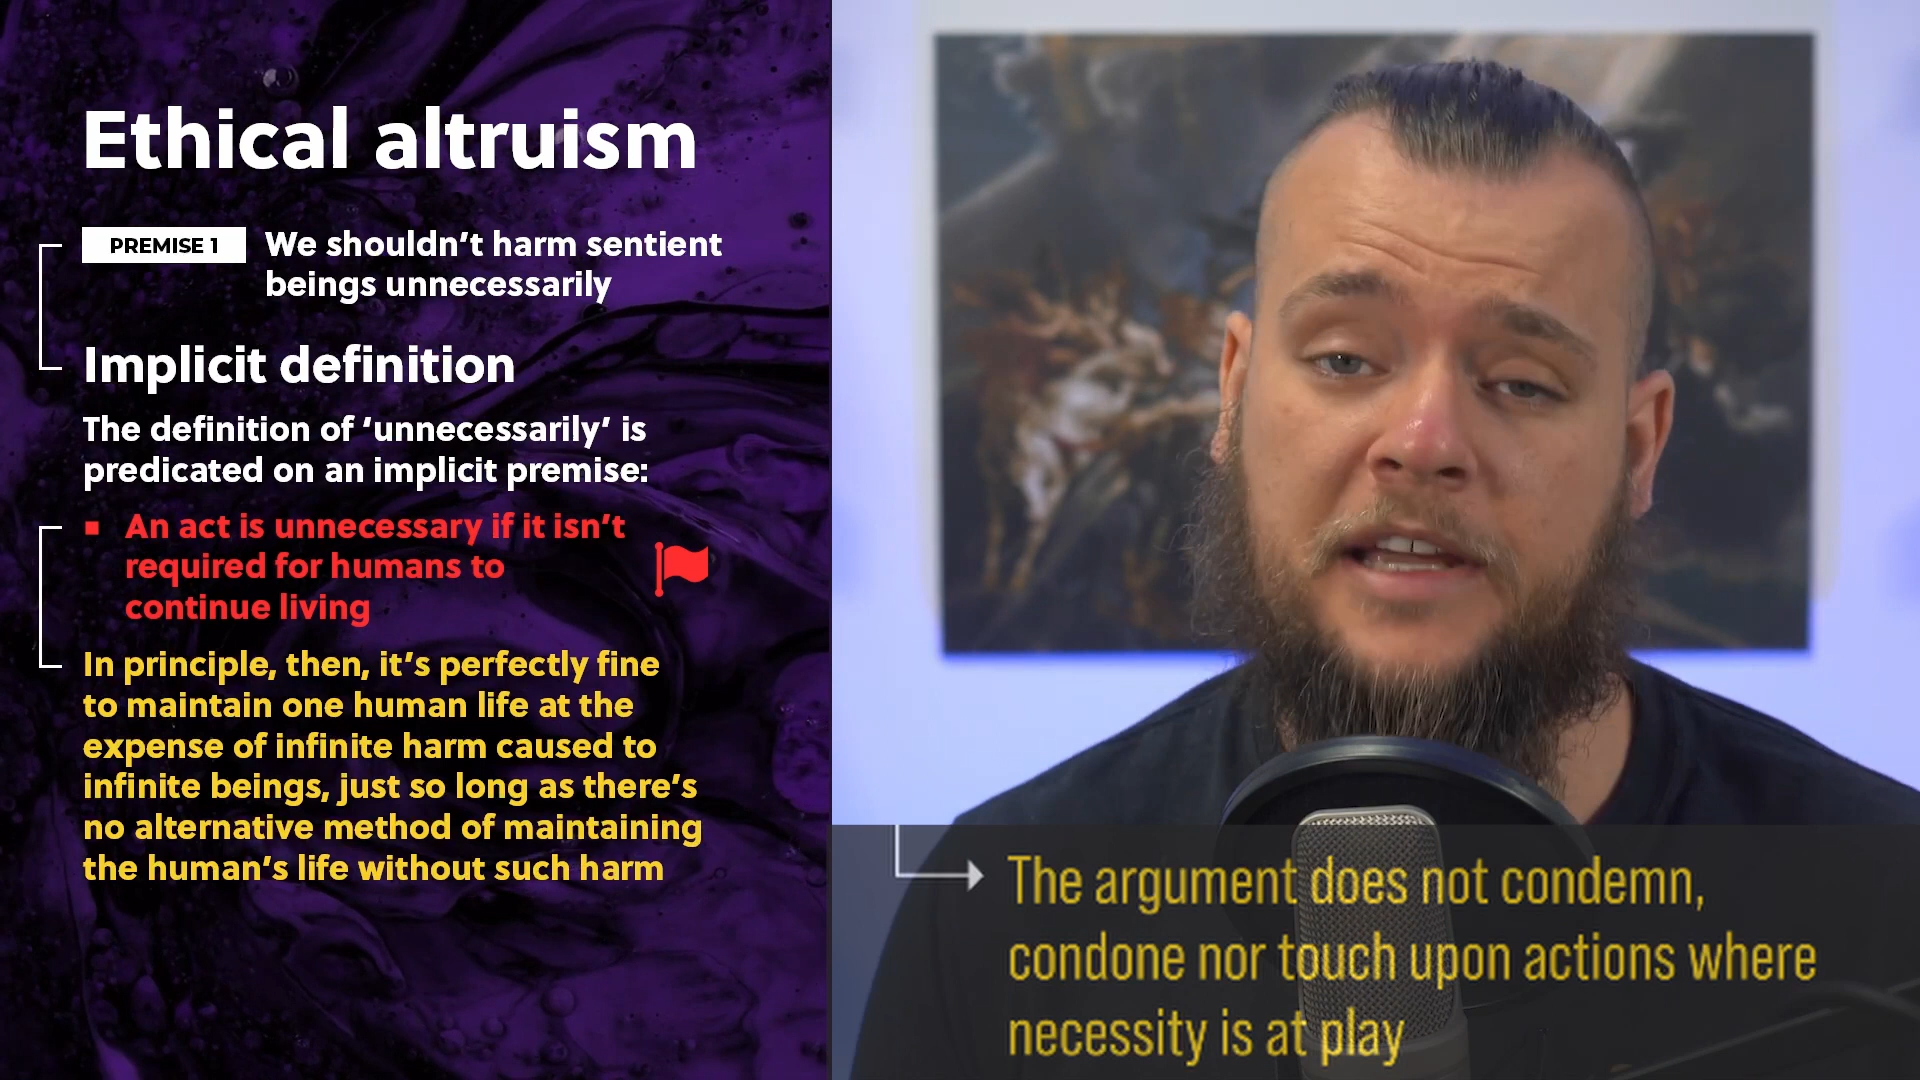 Ethical altruism
PREMISE 1
We shouldn't harm sentient
beings unnecessarily
Implicit definition
The definition of 'unnecessarily' is
predicated on an implicit premise:
▪ An act is unnecessary if it isn't
required for humans to
continue living
In principle, then, it's perfectly fine
to maintain one human life at the
expense of infinite harm caused to
infinite beings, just so long as there's
no alternative method of maintaining
the human's life without such harm
The argument does not condemn,
condone nor touch upon actions where
necessity is at play